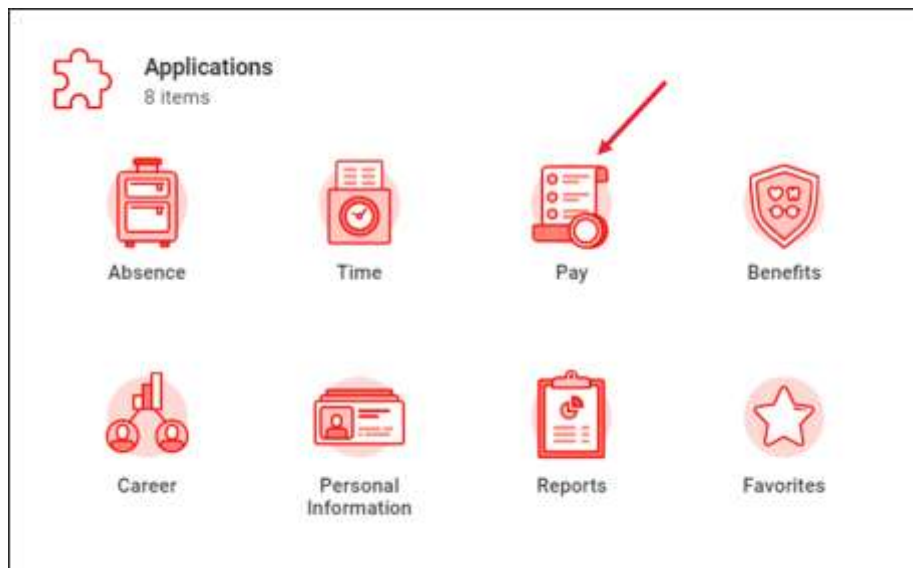 Applications
8 items
Absence
Time
Pay
Benefits
Career
Personal
Information
Reports
Favorites